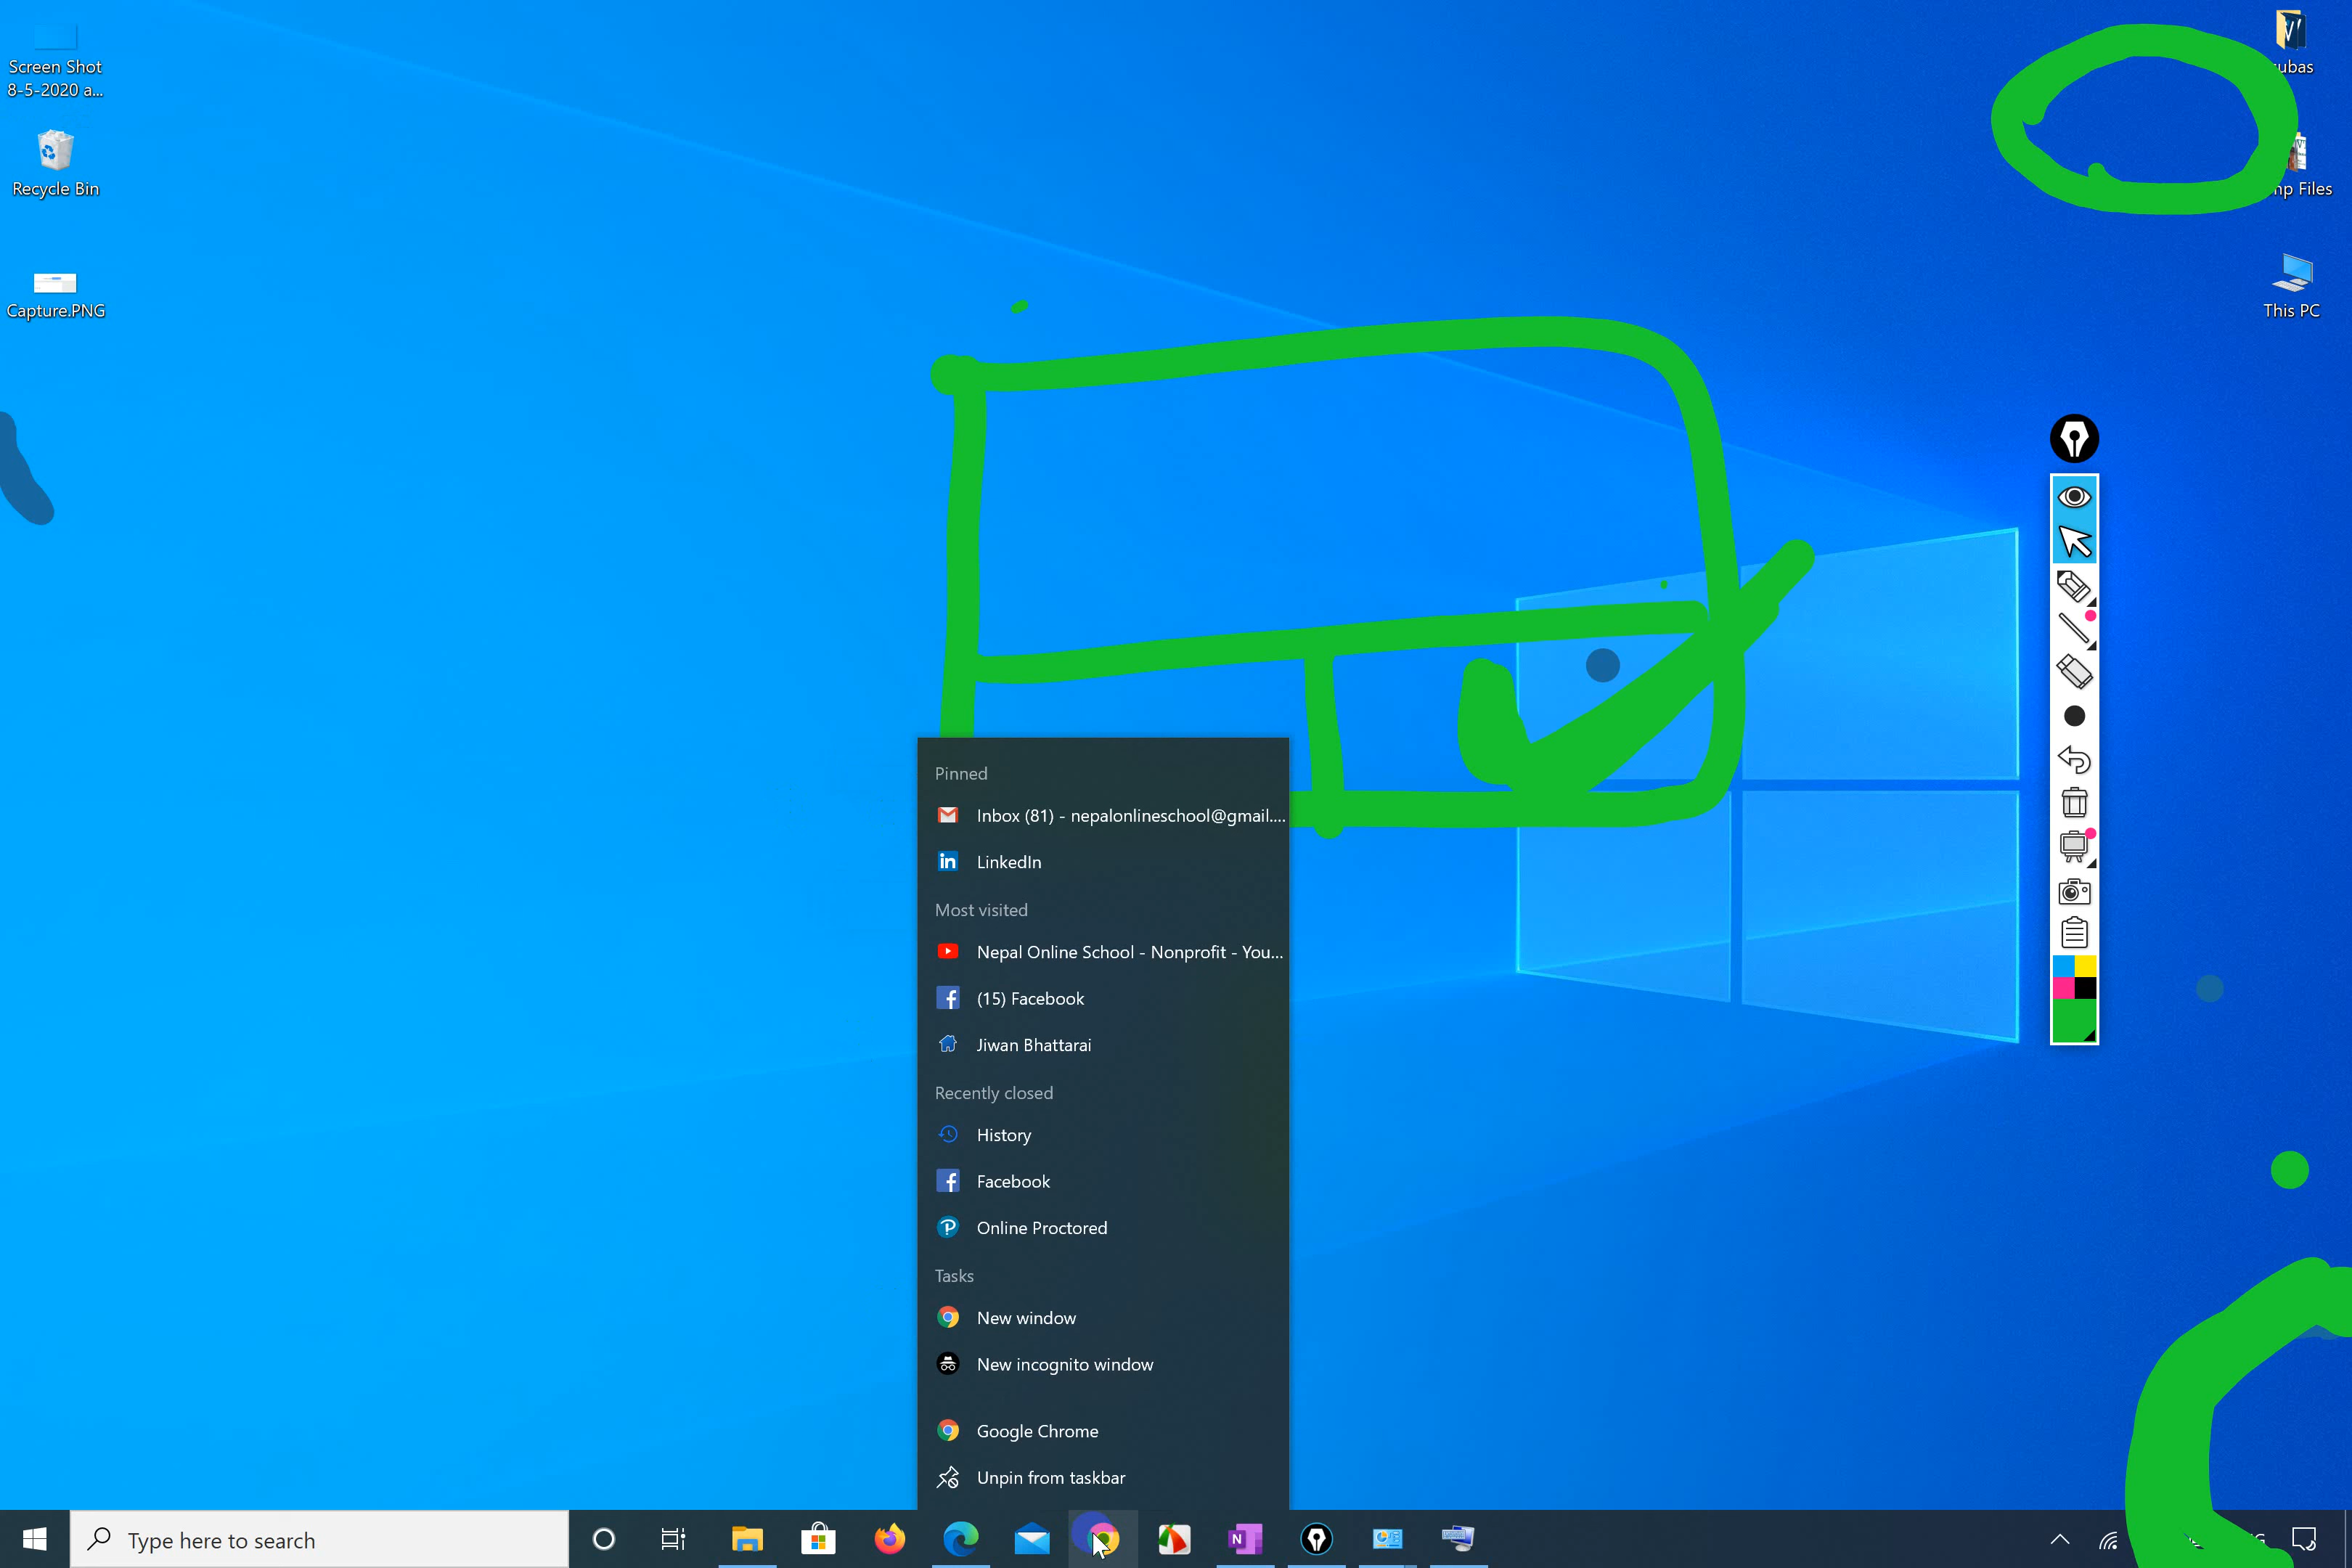 Screen Shot
8-5-2020 a...
Recycle Bin
Capture.PNG
This PC
Files
Pinned
Inbox (81) - nepalonlineschool@gmail....
LinkedIn
Most visited
Nepal Online School - Nonprofit - You...
(15) Facebook
Jiwan Bhattarai
Recently closed
History
Facebook
Online Proctored
Tasks
New window
New incognito window
Google Chrome
Unpin from taskbar
Type here to search